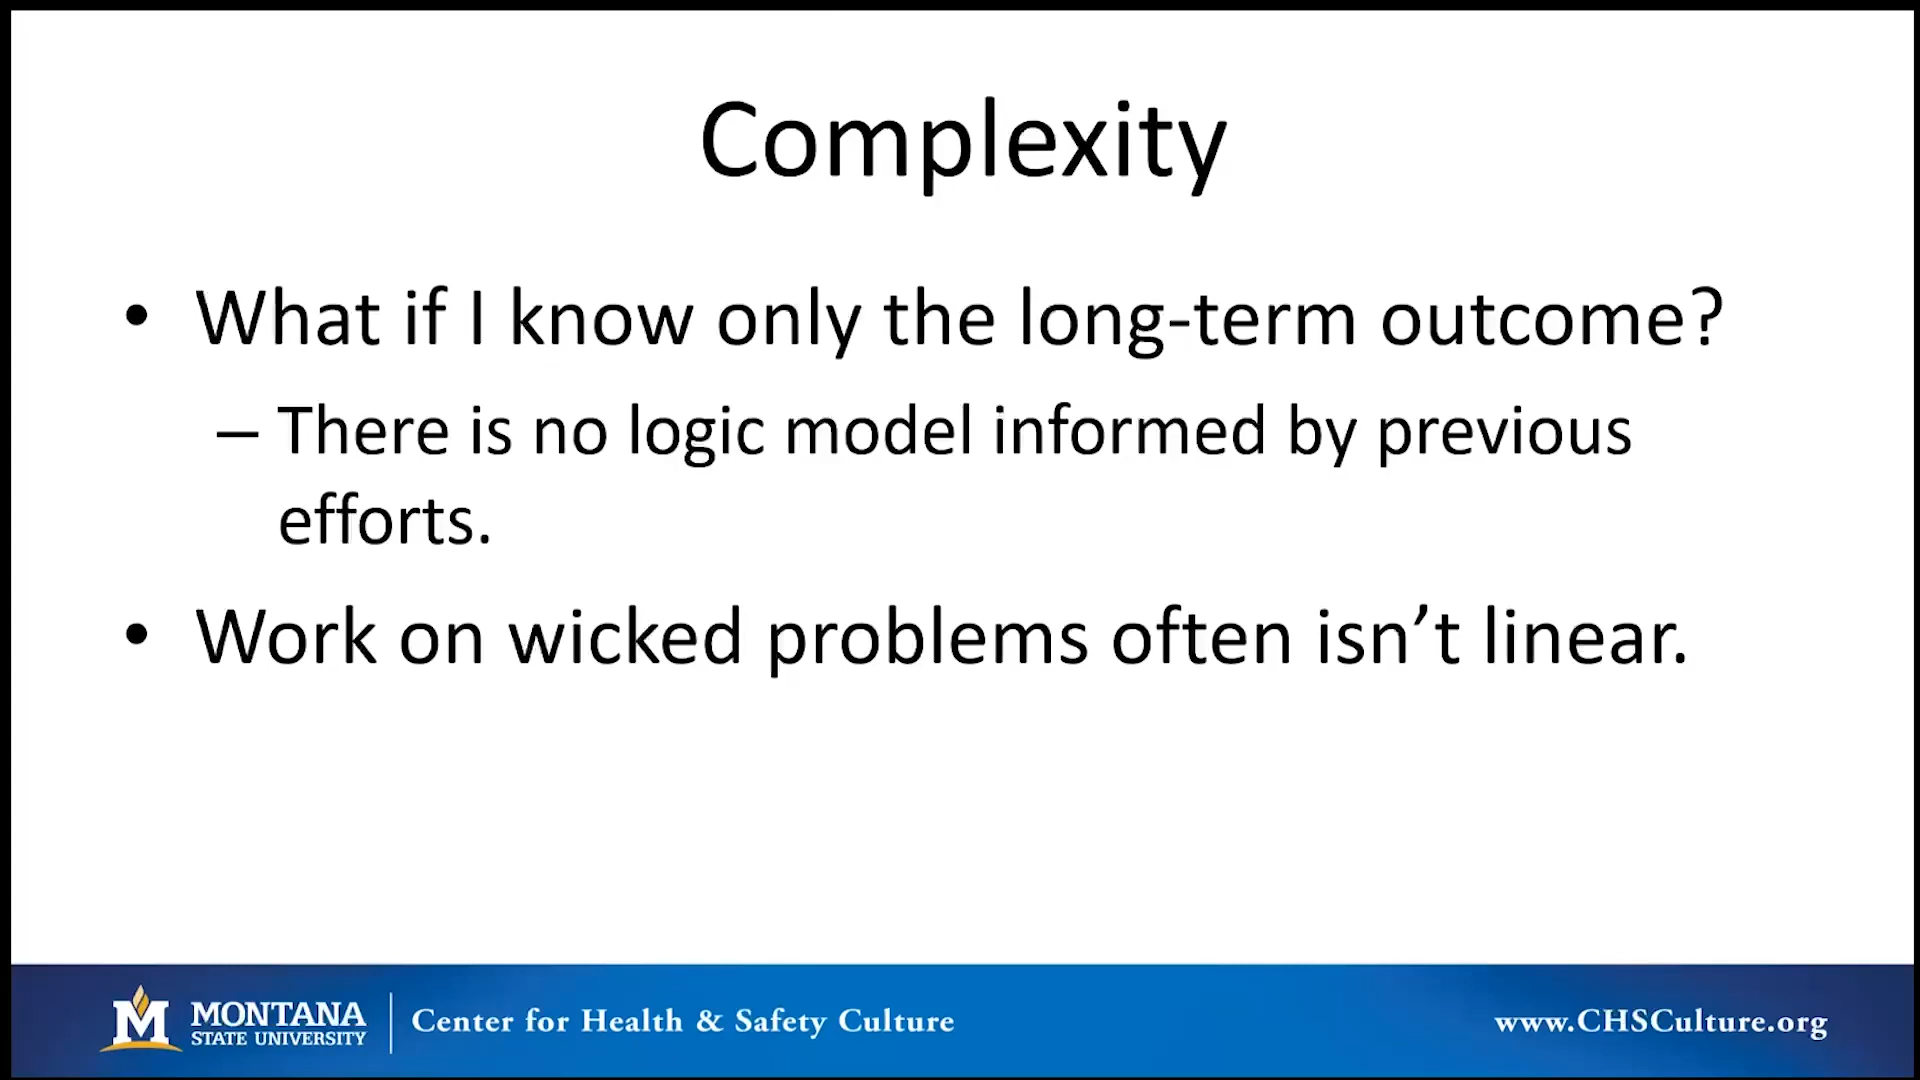 Complexity
• What if I know only the long-term outcome?
– There is no logic model informed by previous
efforts.
• Work on wicked problems often isn’t linear.
M MONTANA
STATE UNIVERSITY
Center for Health & Safety Culture
www.CHSCulture.org